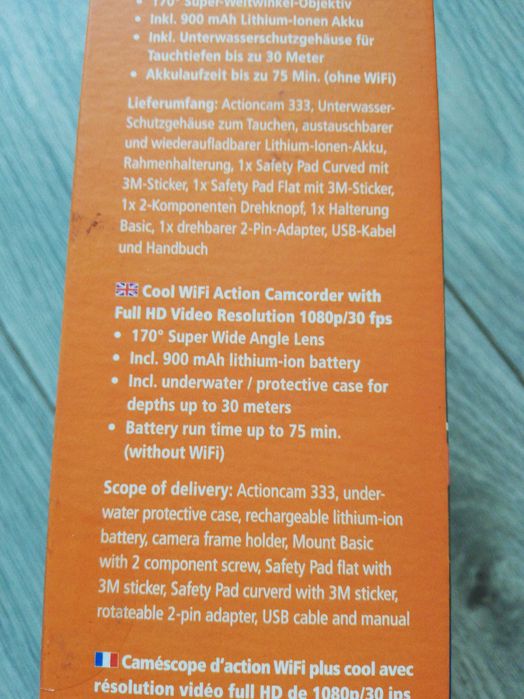 • 170° Super-Weitwinkel-Objektiv
• Inkl. 900 mAh Lithium-Ionen Akku
• Inkl. Unterwasserschutzgehäuse für
Tauchtiefen bis zu 30 Meter
• Akkulaufzeit bis zu 75 Min. (ohne WiFi)
Lieferumfang: Actioncam 333, Unterwasser-
Schutzgehäuse zum Tauchen, austauschbarer
und wiederaufladbarer Lithium-Ionen-Akku,
Rahmenhalterung, 1x Safety Pad Curved mit
3M-Sticker, 1x Safety Pad Flat mit 3M-Sticker,
1x 2-Komponenten Drehknopf, 1x Halterung
Basic, 1x drehbarer 2-Pin-Adapter, USB-Kabel
und Handbuch
Cool WiFi Action Camcorder with
Full HD Video Resolution 1080p/30 fps
• 170° Super Wide Angle Lens
• Incl. 900 mAh lithium-ion battery
• Incl. underwater / protective case for
depths up to 30 meters
• Battery run time up to 75 min.
(without WiFi)
Scope of delivery: Actioncam 333, under-
water protective case, rechargeable lithium-ion
battery, camera frame holder, Mount Basic
with 2 component screw, Safety Pad flat with
3M sticker, Safety Pad curverd with 3M sticker,
rotateable 2-pin adapter, USB cable and manual
Caméscope d'action WiFi plus cool avec
résolution vidéo full HD de 1080p/30 ips